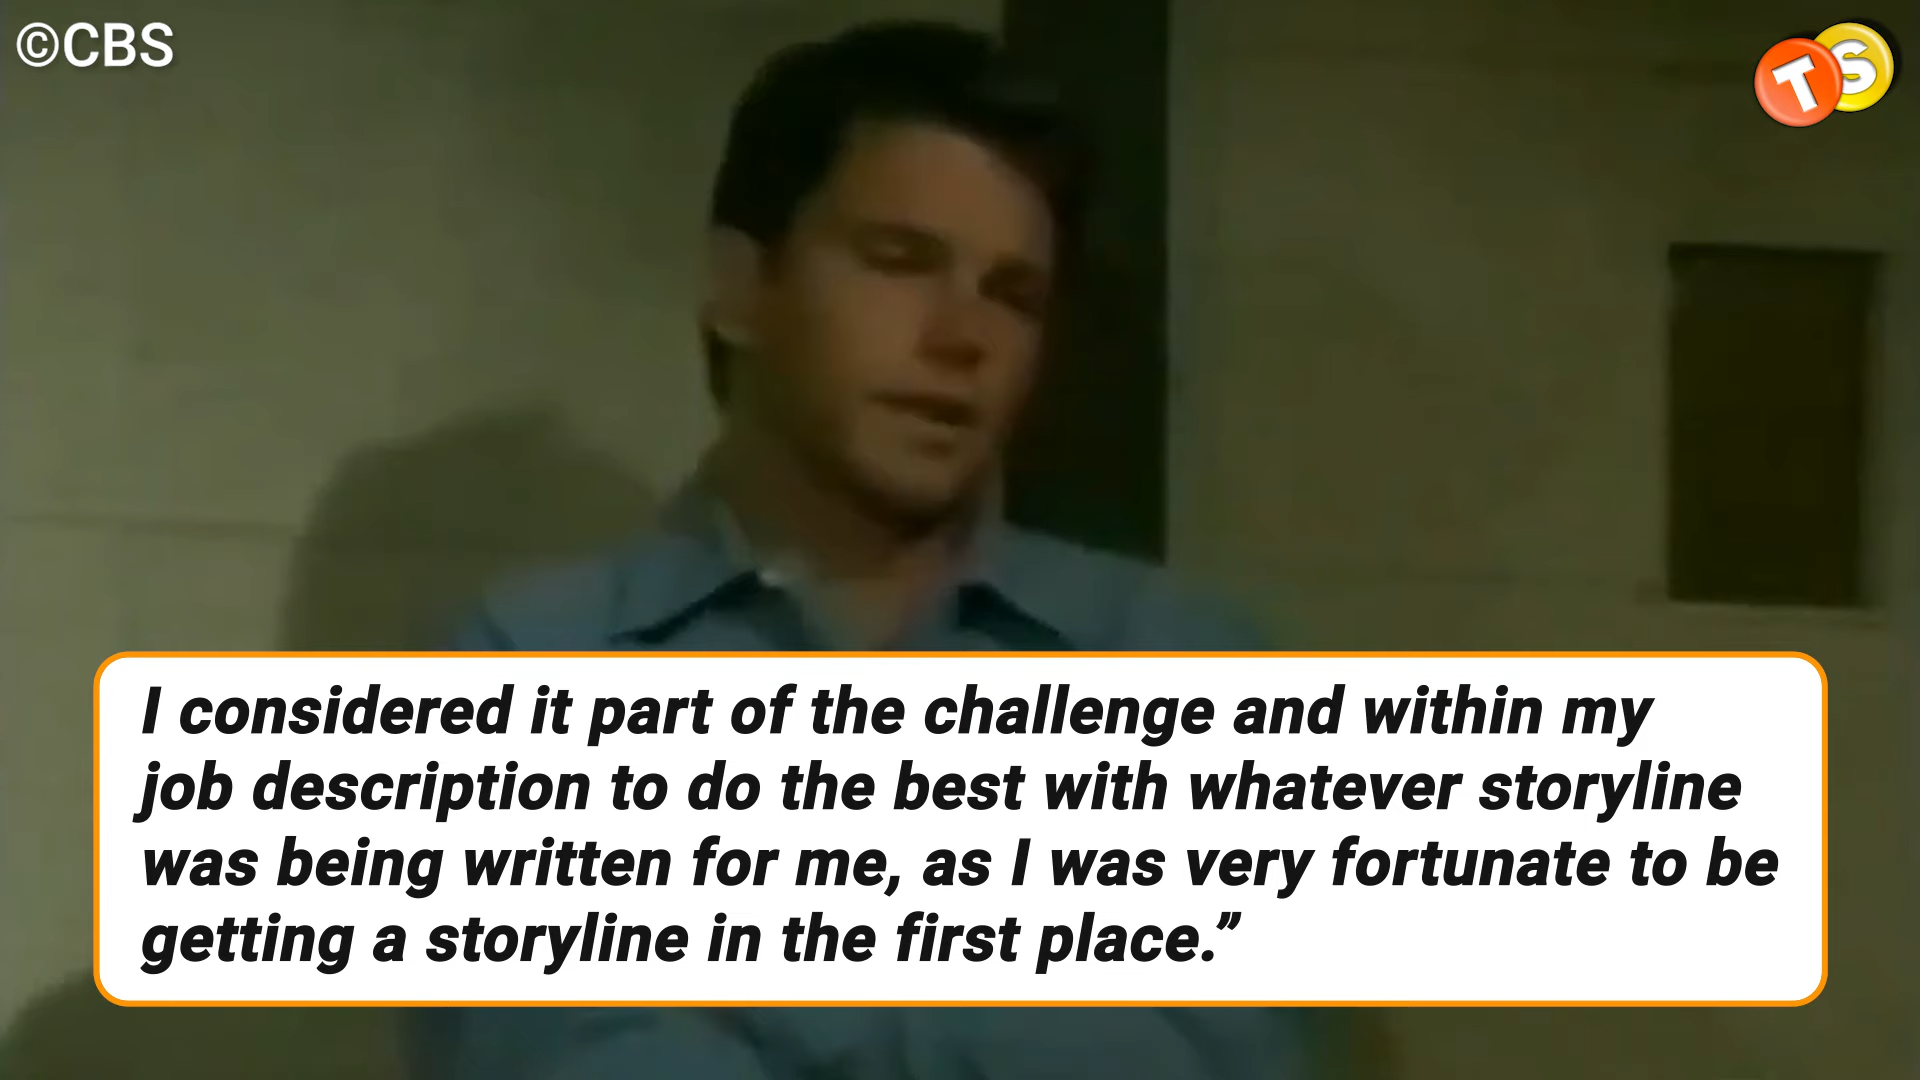 ©CBS
TS
I considered it part of the challenge and within my
job description to do the best with whatever storyline
was being written for me, as I was very fortunate to be
getting a storyline in the first place.”